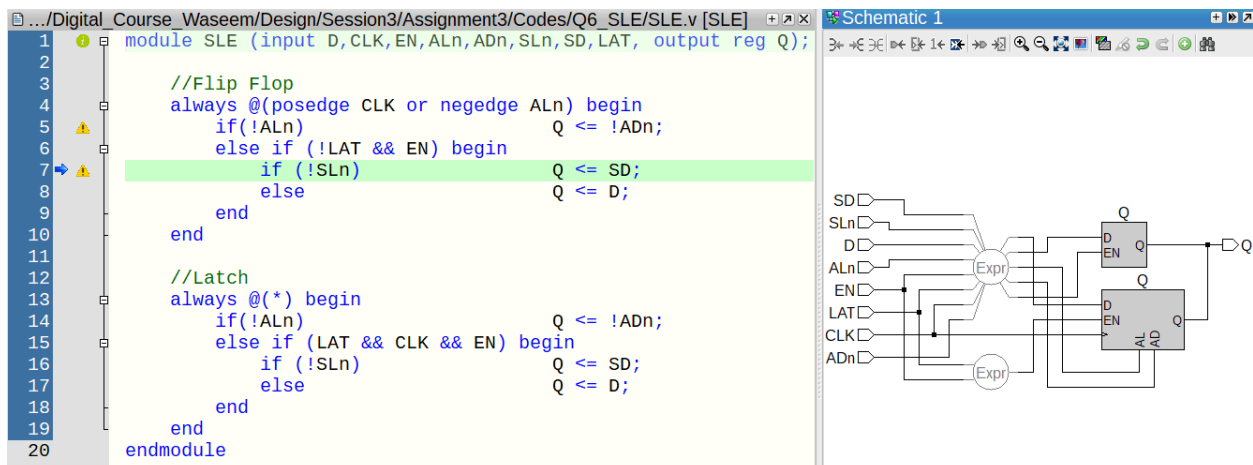 .../Digital_Course_Waseem/Design/Session3/Assignment3/Codes/Q6_SLE/SLE.v [SLE]
1 module SLE (input D,CLK,EN,ALn,ADn,SLn,SD,LAT, output reg Q);
2
3 //Flip Flop
4 always @(posedge CLK or negedge ALn) begin
5 if(!ALn) Q <= !ADn;
6 else if (!LAT && EN) begin
7 if (!SLn) Q <= SD;
8 else Q <= D;
9 end
10 end
11
12 //Latch
13 always @(*) begin
14 if(!ALn) Q <= !ADn;
15 else if (LAT && CLK && EN) begin
16 if (!SLn) Q <= SD;
17 else Q <= D;
18 end
19 end
20 endmodule
Schematic 1
SD
SLn
D
ALn
EN
LAT
CLK
ADn
Expr
Expr
Q
D Q
EN
Q
D
EN Q
AL AD
Q